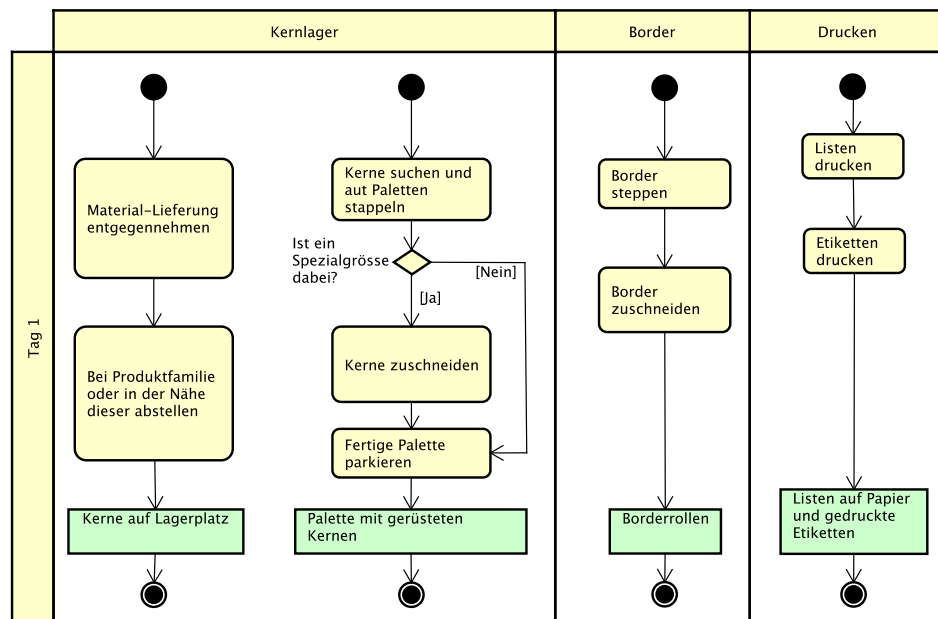 Kernlager
Border
Drucken
Tag 1
Material-Lieferung
entgegennehmen
Bei Produktfamilie
oder in der Nähe
dieser abstellen
Kerne auf Lagerplatz
Kerne suchen und
aut Paletten
stappeln
Ist ein
Spezialgrösse
dabei?
[Nein]
[Ja]
Kerne zuschneiden
Fertige Palette
parkieren
Palette mit gerüsteten
Kernen
Border
steppen
Border
zuschneiden
Borderrollen
Listen
drucken
Etiketten
drucken
Listen auf Papier
und gedruckte
Etiketten